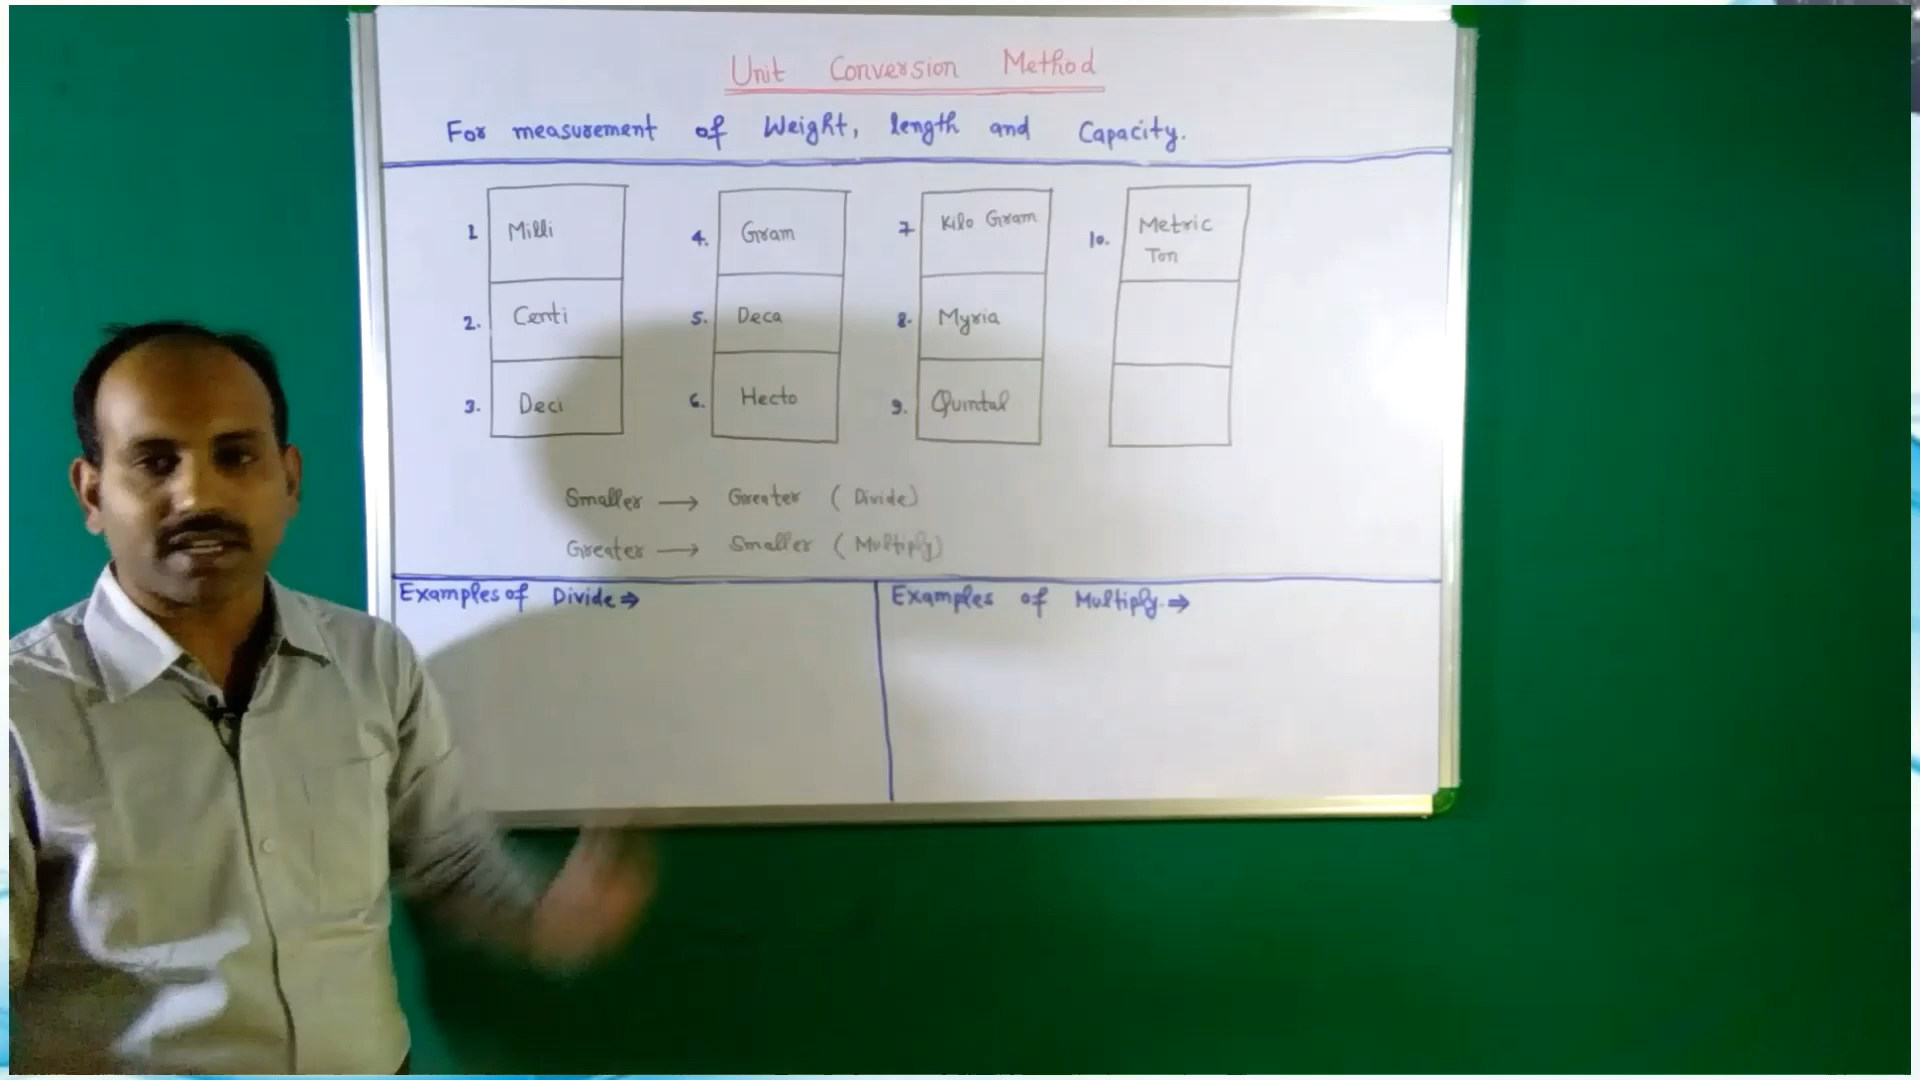 Unit Conversion Method
For measurement of Weight, length and Capacity.
1 Milli
2. Centi
3. Deci
4. Gram
5. Deca
6. Hecto
7 Kilo Gram
8. Myria
9. Quintal
10. Metric
Ton
Smaller → Greater ( Divide)
Greater → Smaller ( Multiply)
Examples of Divide ⇒
Examples of Multiply. ⇒